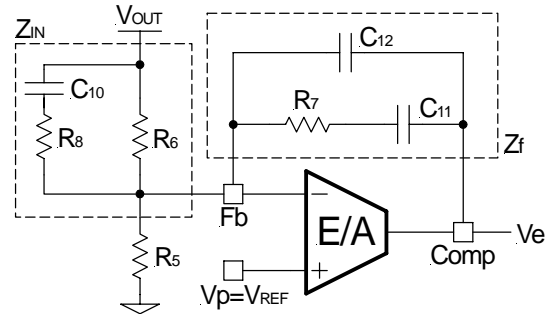 VOUT
ZIN
C10
R8
R6
C12
R7
C11
Zf
Fb
E/A
Comp
Ve
R5
Vp=VREF